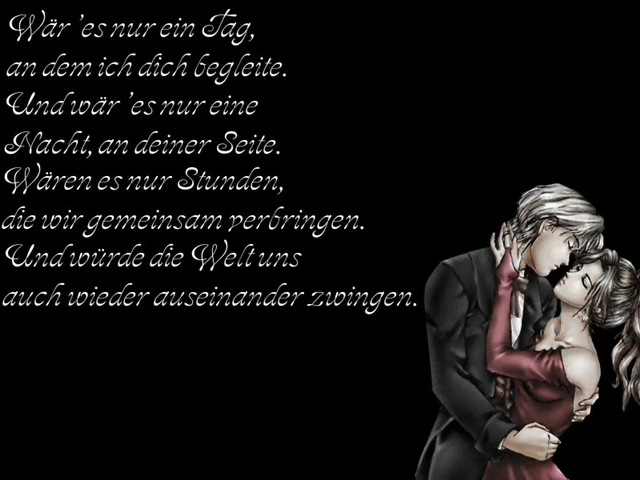 Wär 'es nur ein Tag,
an dem ich dich begleite.
Und wär 'es nur eine
Nacht, an deiner Seite.
Wären es nur Stunden,
die wir gemeinsam verbringen.
Und würde die Welt uns
auch wieder auseinander zwingen.